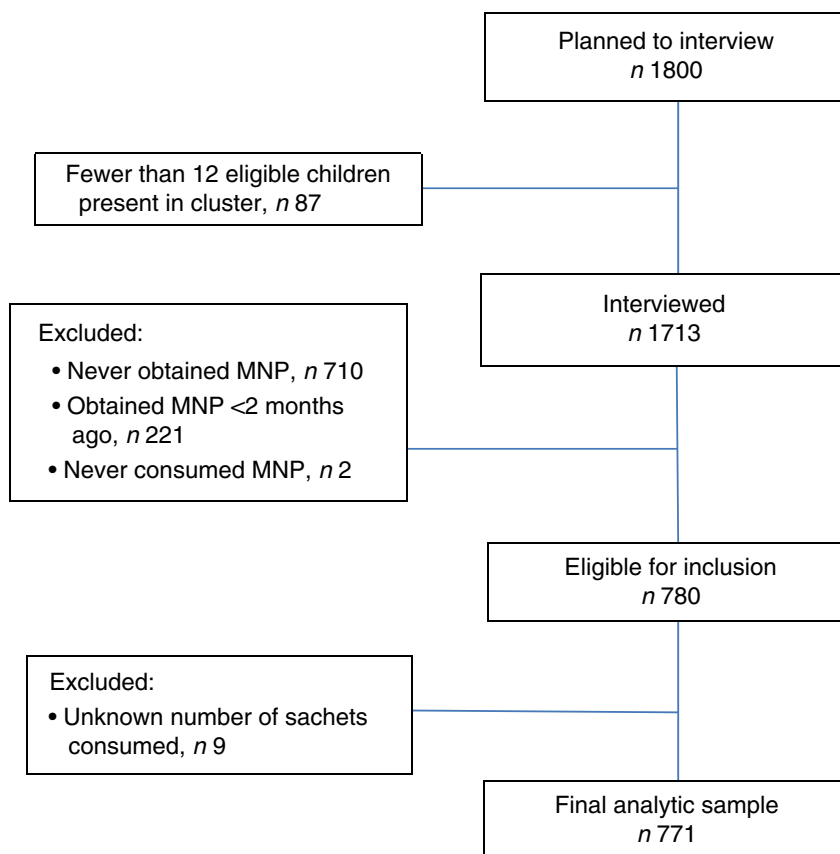 Planned to interview
n 1800
Fewer than 12 eligible children
present in cluster, n 87
Interviewed
n 1713
Excluded:
• Never obtained MNP, n 710
• Obtained MNP <2 months
ago, n 221
• Never consumed MNP, n 2
Eligible for inclusion
n 780
Excluded:
• Unknown number of sachets
consumed, n 9
Final analytic sample
n 771